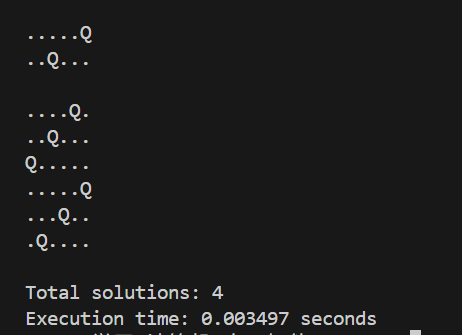 .....Q
..Q...

....Q.
..Q...
Q.....
.....Q
...Q..
.Q....

Total solutions: 4
Execution time: 0.003497 seconds